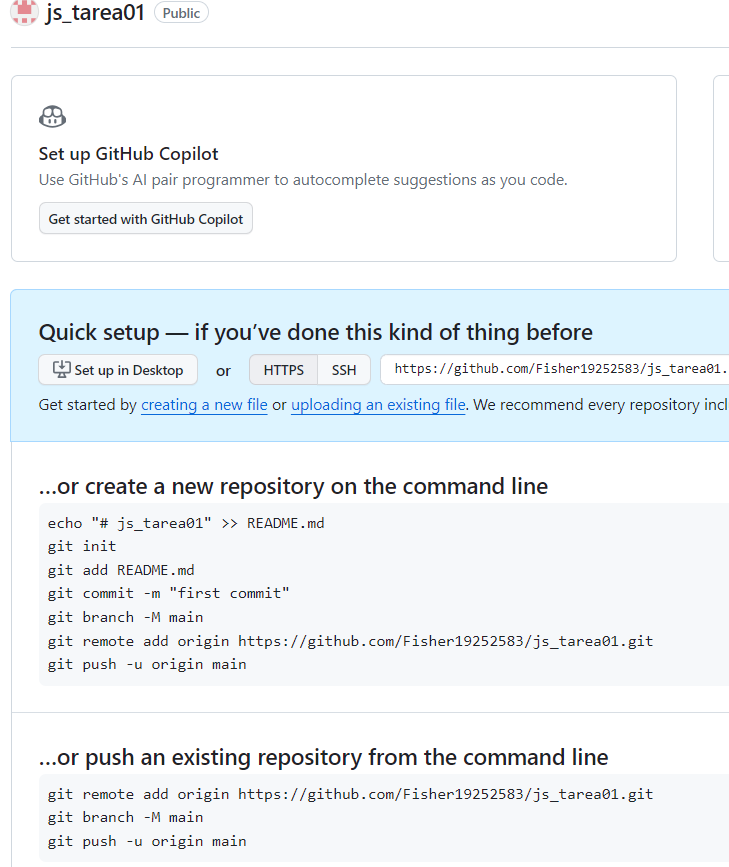 js_tarea01 Public
Set up GitHub Copilot
Use GitHub's AI pair programmer to autocomplete suggestions as you code.
Get started with GitHub Copilot
Quick setup — if you’ve done this kind of thing before
Set up in Desktop or HTTPS SSH https://github.com/Fisher19252583/js_tarea01.
Get started by creating a new file or uploading an existing file. We recommend every repository incl
…or create a new repository on the command line
echo "# js_tarea01" >> README.md
git init
git add README.md
git commit -m "first commit"
git branch -M main
git remote add origin https://github.com/Fisher19252583/js_tarea01.git
git push -u origin main
…or push an existing repository from the command line
git remote add origin https://github.com/Fisher19252583/js_tarea01.git
git branch -M main
git push -u origin main